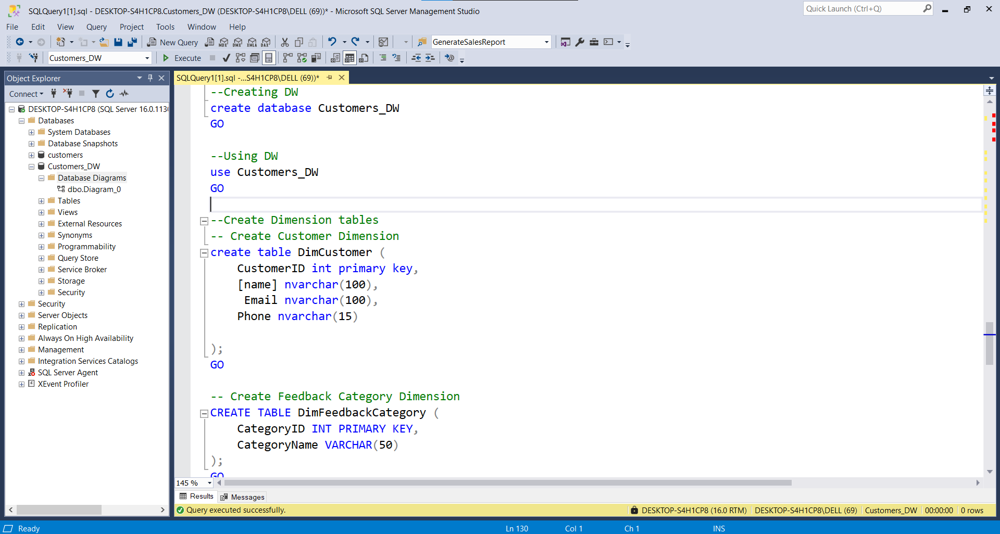 SQLQuery1[1].sql - DESKTOP-S4H1CP8.Customers_DW (DESKTOP-S4H1CP8\DELL (69))* - Microsoft SQL Server Management Studio
Quick Launch (Ctrl+Q)
File Edit View Query Project Tools Window Help
New Query MDX DMX XMLA DAX GenerateSalesReport
Customers_DW Execute
Object Explorer
Connect
DESKTOP-S4H1CP8 (SQL Server 16.0.113
Databases
System Databases
Database Snapshots
customers
Customers_DW
Database Diagrams
dbo.Diagram_0
Tables
Views
External Resources
Synonyms
Programmability
Query Store
Service Broker
Storage
Security
Security
Server Objects
Replication
Always On High Availability
Management
Integration Services Catalogs
SQL Server Agent
XEvent Profiler
SQLQuery1[1].sql -...S4H1CP8\DELL (69))*
--Creating DW
create database Customers_DW
GO
--Using DW
use Customers_DW
GO
--Create Dimension tables
-- Create Customer Dimension
create table DimCustomer (
CustomerID int primary key,
[name] nvarchar(100),
Email nvarchar(100),
Phone nvarchar(15)
);
GO
-- Create Feedback Category Dimension
CREATE TABLE DimFeedbackCategory (
CategoryID INT PRIMARY KEY,
CategoryName VARCHAR(50)
);
GO
145 %
Results Messages
Query executed successfully.
DESKTOP-S4H1CP8 (16.0 RTM) DESKTOP-S4H1CP8\DELL (69) Customers_DW 00:00:00 0 rows
Ready Ln 130 Col 1 Ch 1 INS